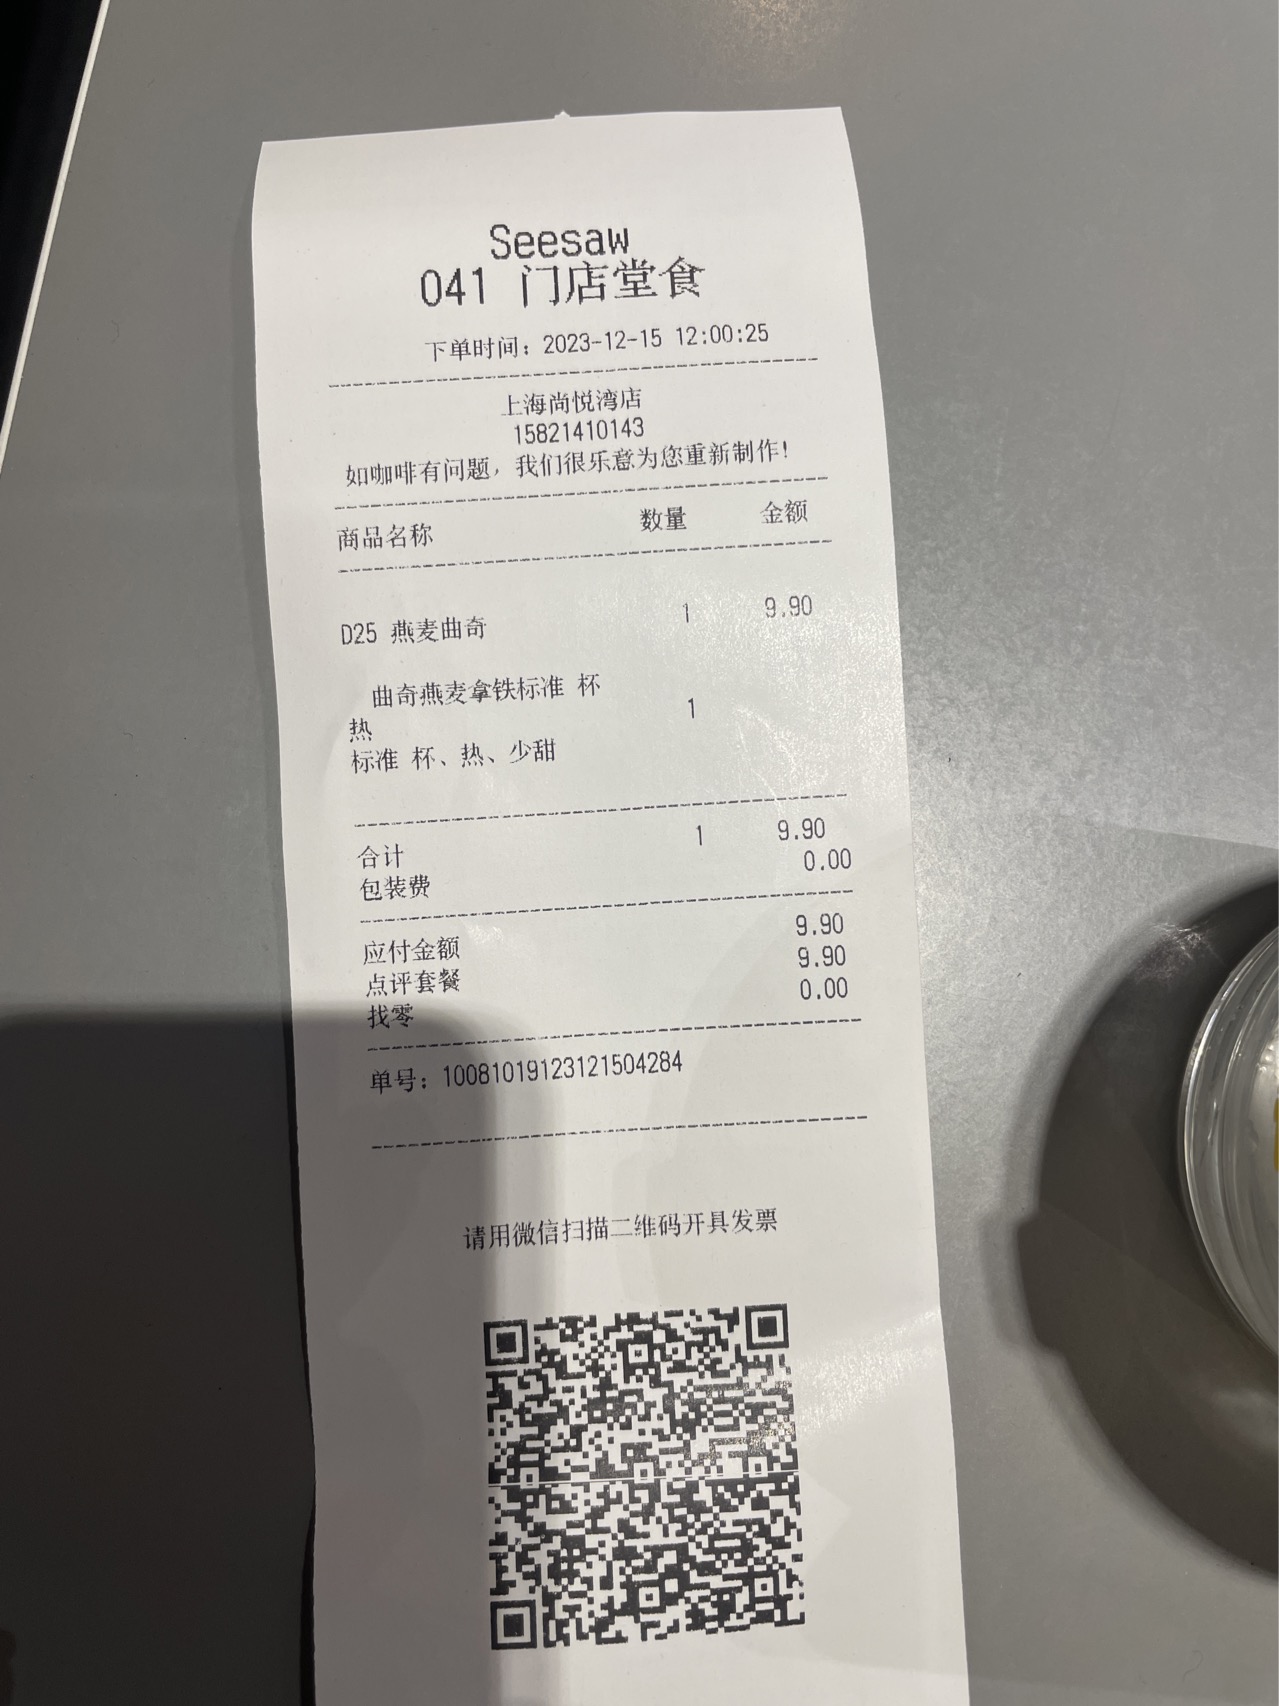 Seesaw
041 门店堂食
下单时间：2023-12-15 12:00:25
上海尚悦湾店
15821410143
如咖啡有问题，我们很乐意为您重新制作！
商品名称 数量 金额
D25 燕麦曲奇 1 9.90
曲奇燕麦拿铁标准 杯
热 1
标准 杯、热、少甜
合计 1 9.90
包装费 0.00
应付金额 9.90
点评套餐 9.90
找零 0.00
单号：10081019123121504284
请用微信扫描二维码开具发票